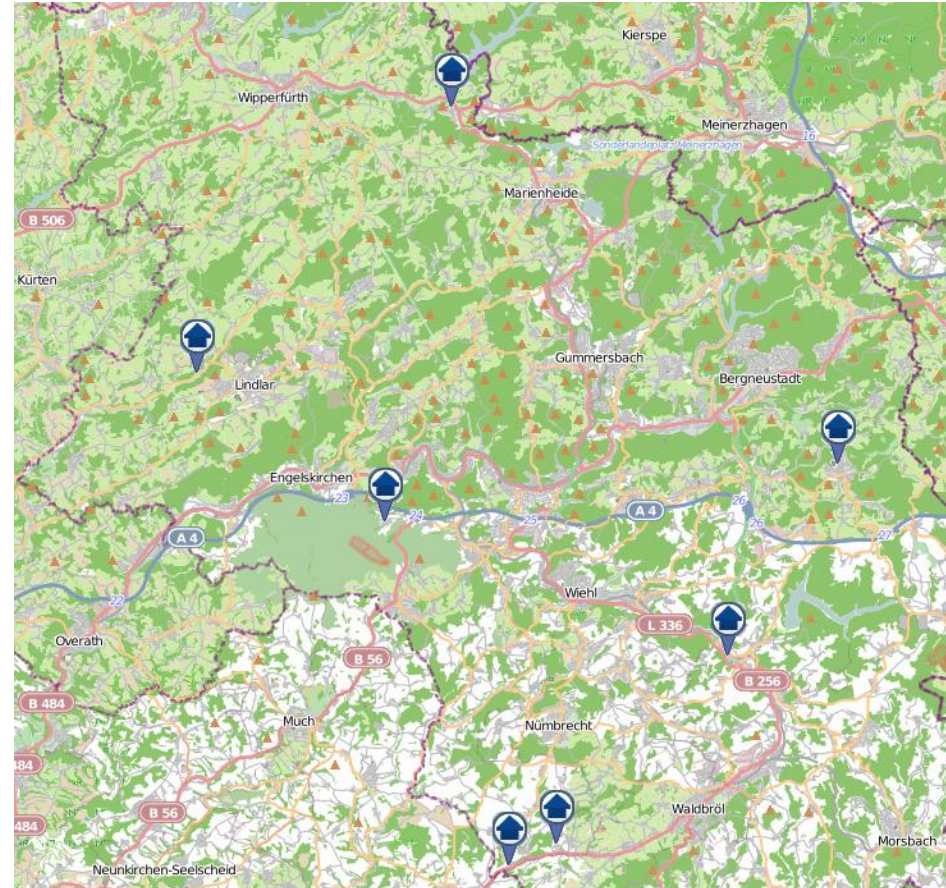 Kierspe
Wipperfürth
Meinerzhagen
16
Sonderlandeplatz Meinerzhagen
Marienheide
B 506
Kürten
Gummersbach
Lindlar
Bergneustadt
Engelskirchen
23
24
A 4
25
A 4
26
26
27
22
Wiehl
L 336
Overath
B 56
B 256
B 484
Much
Nümbrecht
484
B 56
Waldbröl
484
Morsbach
Neunkirchen-Seelscheid